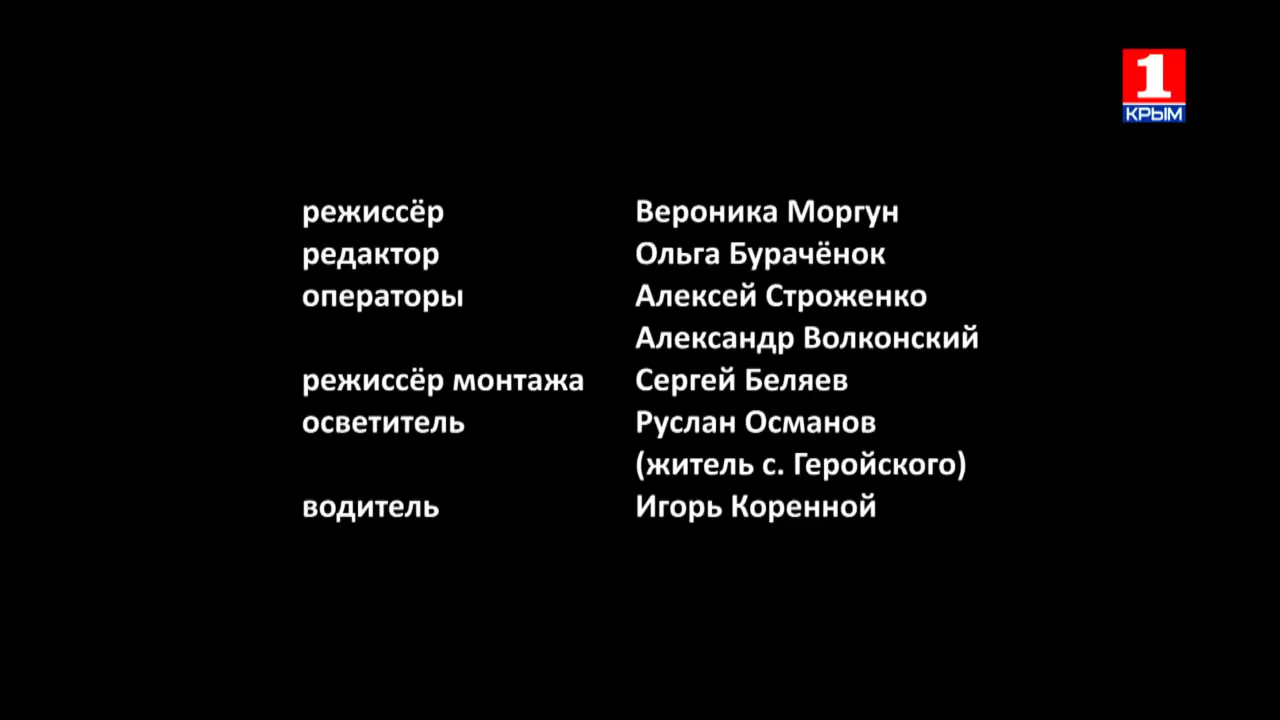 1
КРЫМ
режиссёр Вероника Моргун
редактор Ольга Бурачёнок
операторы Алексей Строженко
Александр Волконский
режиссёр монтажа Сергей Беляев
осветитель Руслан Османов
(житель с. Геройского)
водитель Игорь Коренной